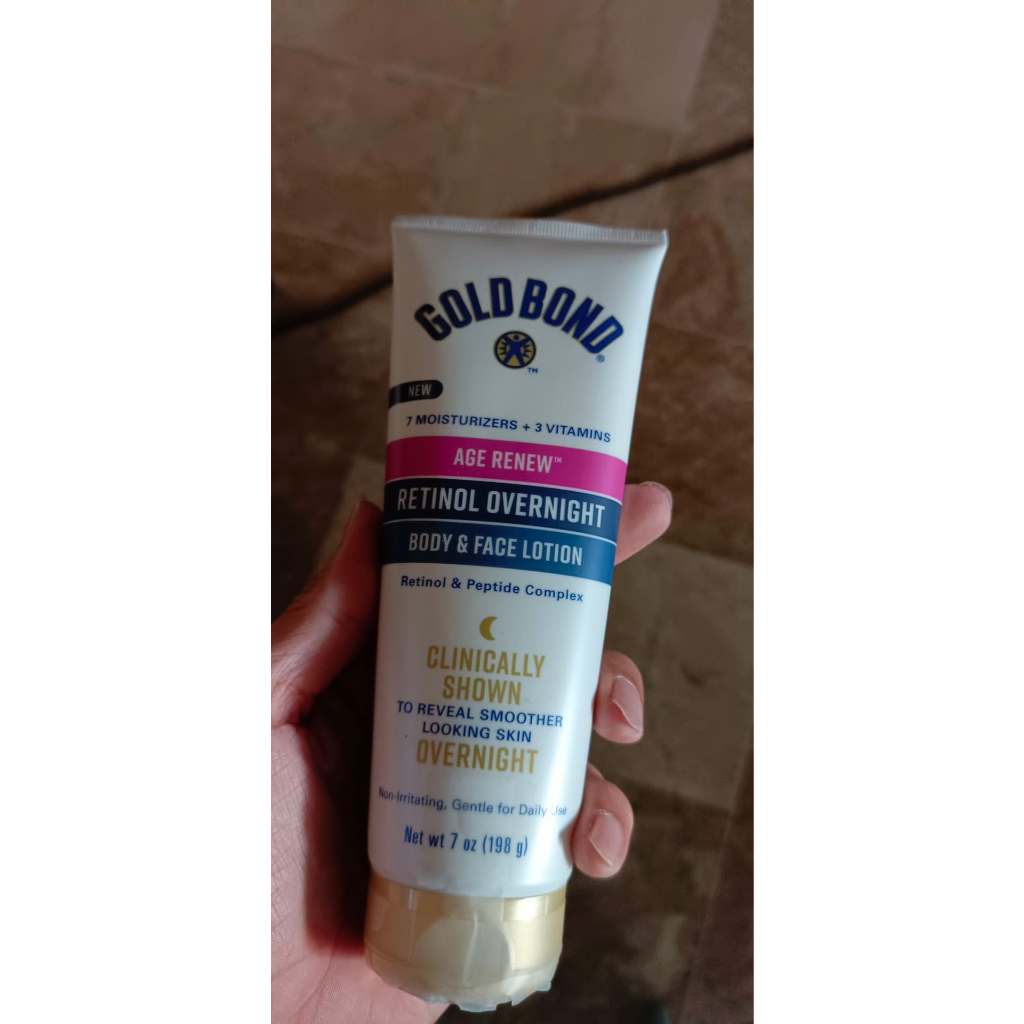 GOLD BOND®
™
NEW
7 MOISTURIZERS + 3 VITAMINS
AGE RENEW™
RETINOL OVERNIGHT
BODY & FACE LOTION
Retinol & Peptide Complex
CLINICALLY
SHOWN
TO REVEAL SMOOTHER
LOOKING SKIN
OVERNIGHT
Non-Irritating, Gentle for Daily Use
Net wt 7 oz (198 g)